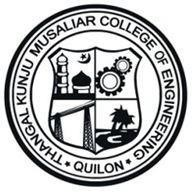 THANGAL KUNJU MUSALIAR COLLEGE OF ENGINEERING
QUILON